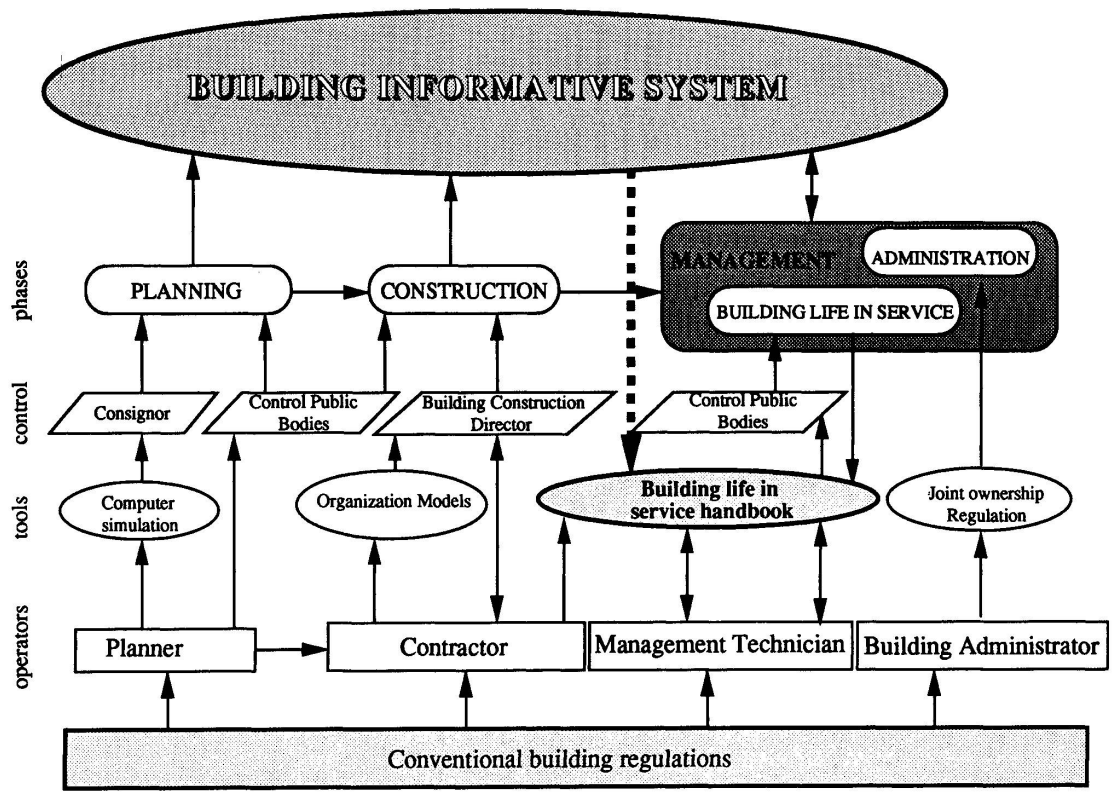 BUILDING INFORMATIVE SYSTEM
phases
PLANNING
CONSTRUCTION
MANAGEMENT
ADMINISTRATION
BUILDING LIFE IN SERVICE
control
Consignor
Control Public
Bodies
Building Construction
Director
Control Public
Bodies
tools
Computer
simulation
Organization Models
Building life in
service handbook
Joint ownership
Regulation
operators
Planner
Contractor
Management Technician
Building Administrator
Conventional building regulations